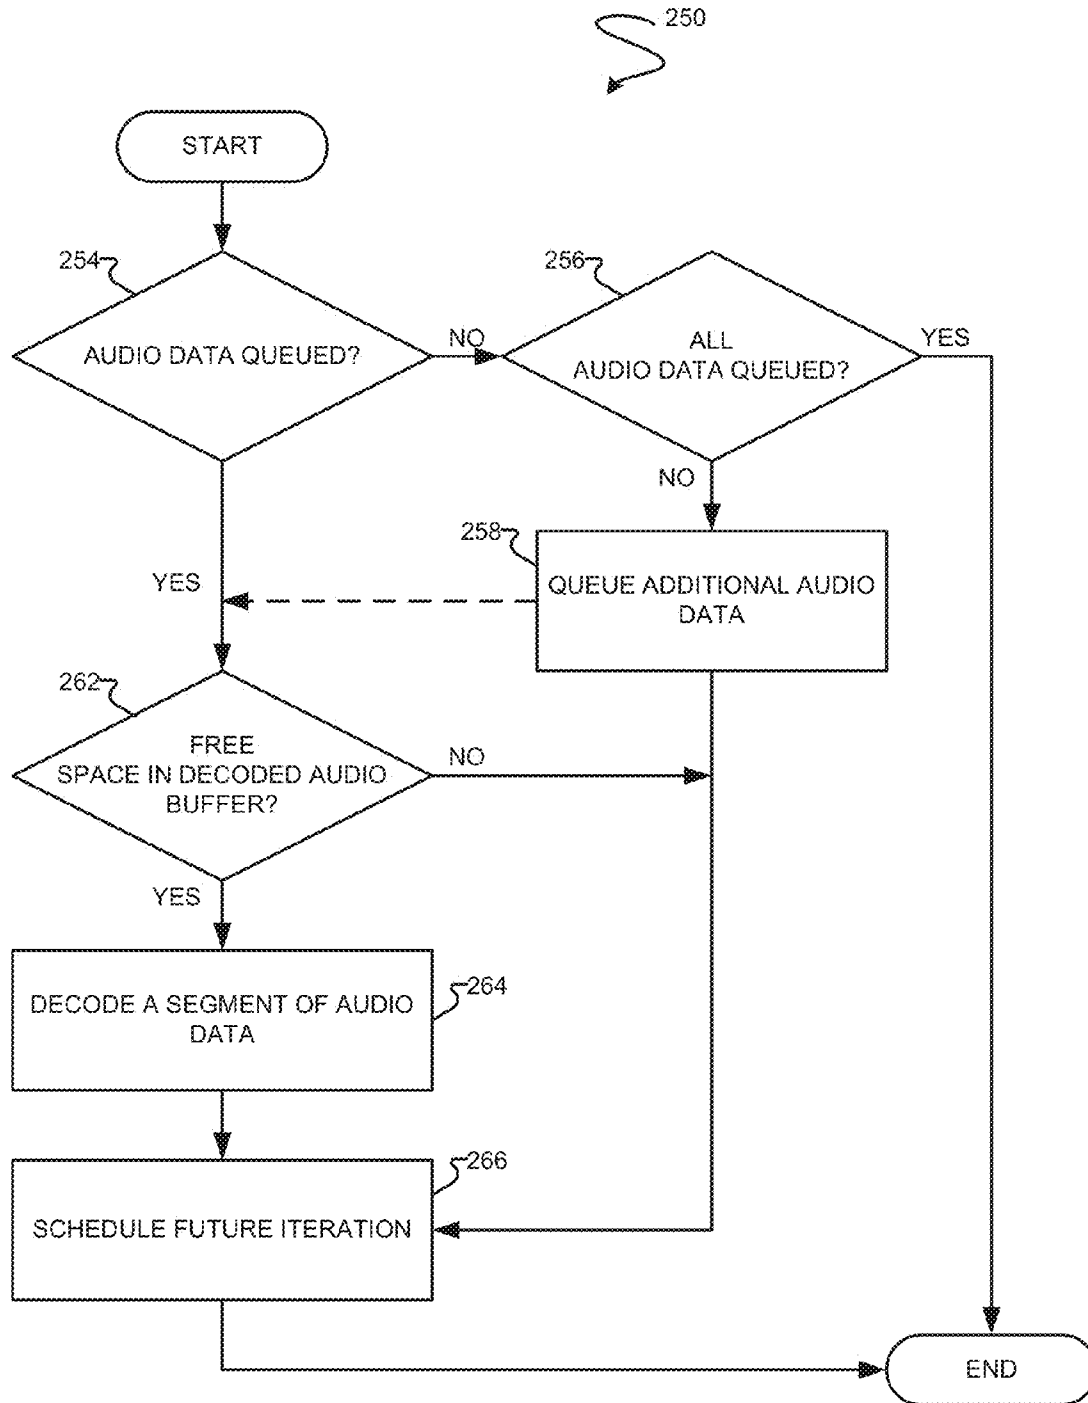 250
START
254
256
AUDIO DATA QUEUED?
NO
ALL
AUDIO DATA QUEUED?
YES
NO
258
QUEUE ADDITIONAL AUDIO
DATA
YES
262
FREE
SPACE IN DECODED AUDIO
BUFFER?
NO
YES
DECODE A SEGMENT OF AUDIO
DATA
264
266
SCHEDULE FUTURE ITERATION
END